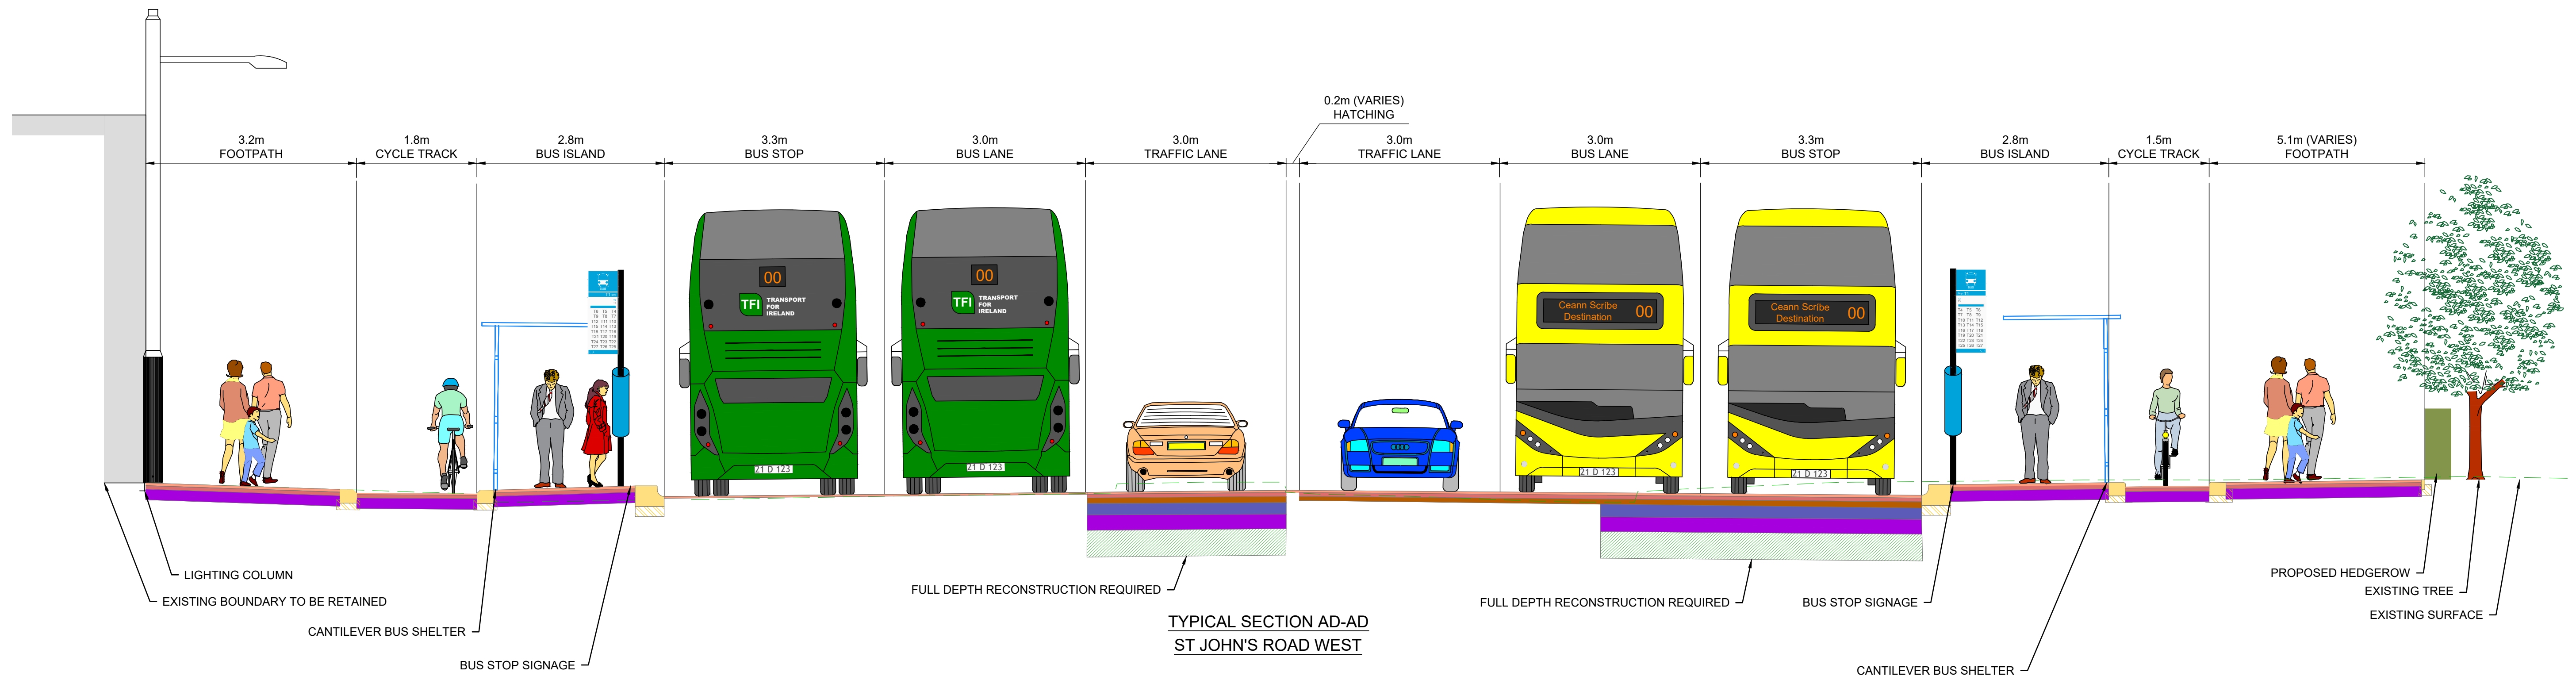 0.2m (VARIES)
HATCHING
3.2m
FOOTPATH
1.8m
CYCLE TRACK
2.8m
BUS ISLAND
3.3m
BUS STOP
3.0m
BUS LANE
3.0m
TRAFFIC LANE
3.0m
TRAFFIC LANE
3.0m
BUS LANE
3.3m
BUS STOP
2.8m
BUS ISLAND
1.5m
CYCLE TRACK
5.1m (VARIES)
FOOTPATH
00
TFI
TRANSPORT
FOR
IRELAND
21 D 123
00
TFI
TRANSPORT
FOR
IRELAND
21 D 123
Ceann Scríbe
Destination
00
21 D 123
Ceann Scríbe
Destination
00
21 D 123
LIGHTING COLUMN
EXISTING BOUNDARY TO BE RETAINED
CANTILEVER BUS SHELTER
BUS STOP SIGNAGE
FULL DEPTH RECONSTRUCTION REQUIRED
FULL DEPTH RECONSTRUCTION REQUIRED
BUS STOP SIGNAGE
CANTILEVER BUS SHELTER
PROPOSED HEDGEROW
EXISTING TREE
EXISTING SURFACE
TYPICAL SECTION AD-AD
ST JOHN'S ROAD WEST